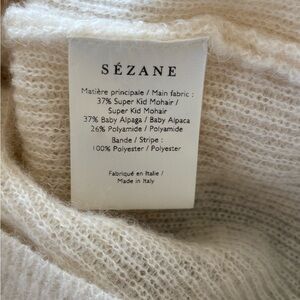 SÉZANE
Matière principale / Main fabric :
37% Super Kid Mohair /
Super Kid Mohair
37% Baby Alpaga / Baby Alpaca
26% Polyamide / Polyamide
Bande / Stripe :
100% Polyester / Polyester
Fabriqué en Italie /
Made in Italy